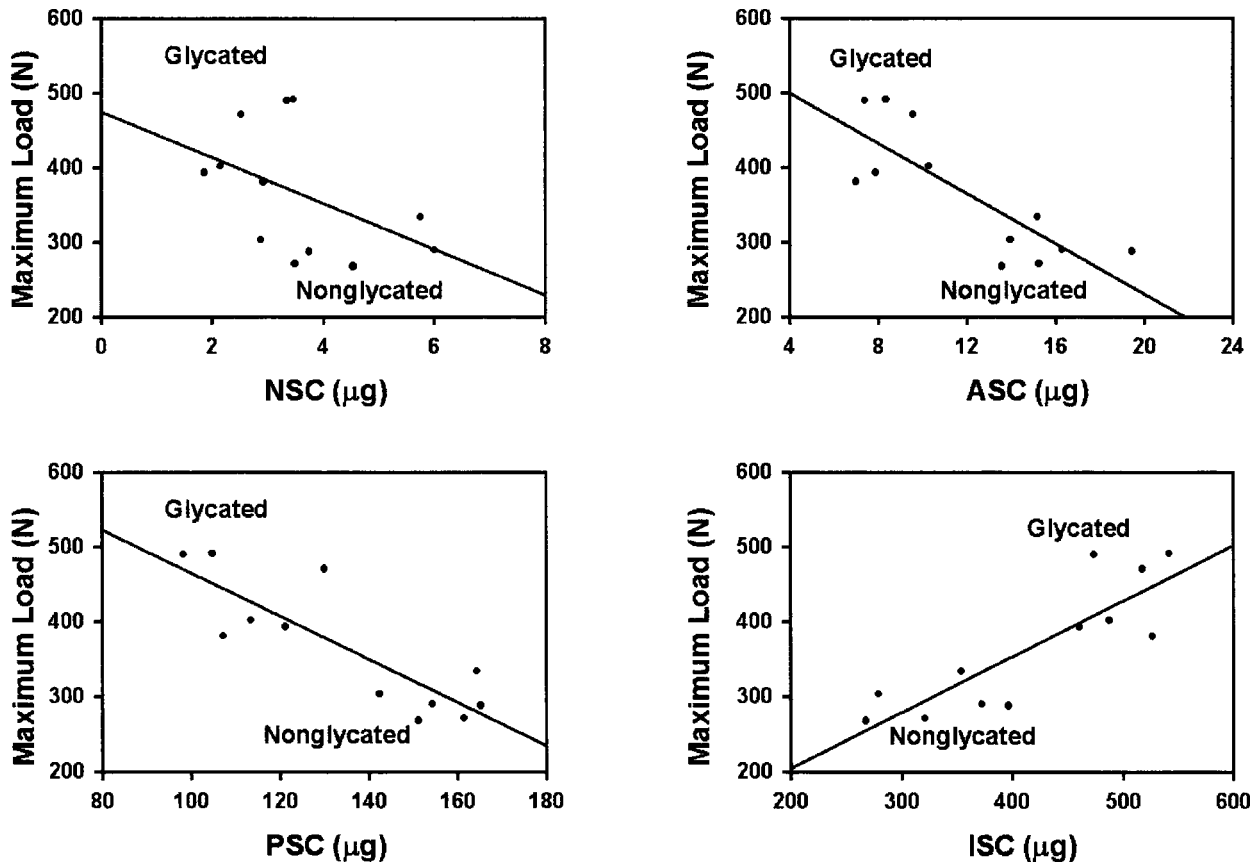 600
500
400
300
200
Maximum Load (N)
Glycated
Nonglycated
0 2 4 6 8
NSC (μg)
600
500
400
300
200
Maximum Load (N)
Glycated
Nonglycated
4 8 12 16 20 24
ASC (μg)
600
500
400
300
200
Maximum Load (N)
Glycated
Nonglycated
80 100 120 140 160 180
PSC (μg)
600
500
400
300
200
Maximum Load (N)
Glycated
Nonglycated
200 300 400 500 600
ISC (μg)